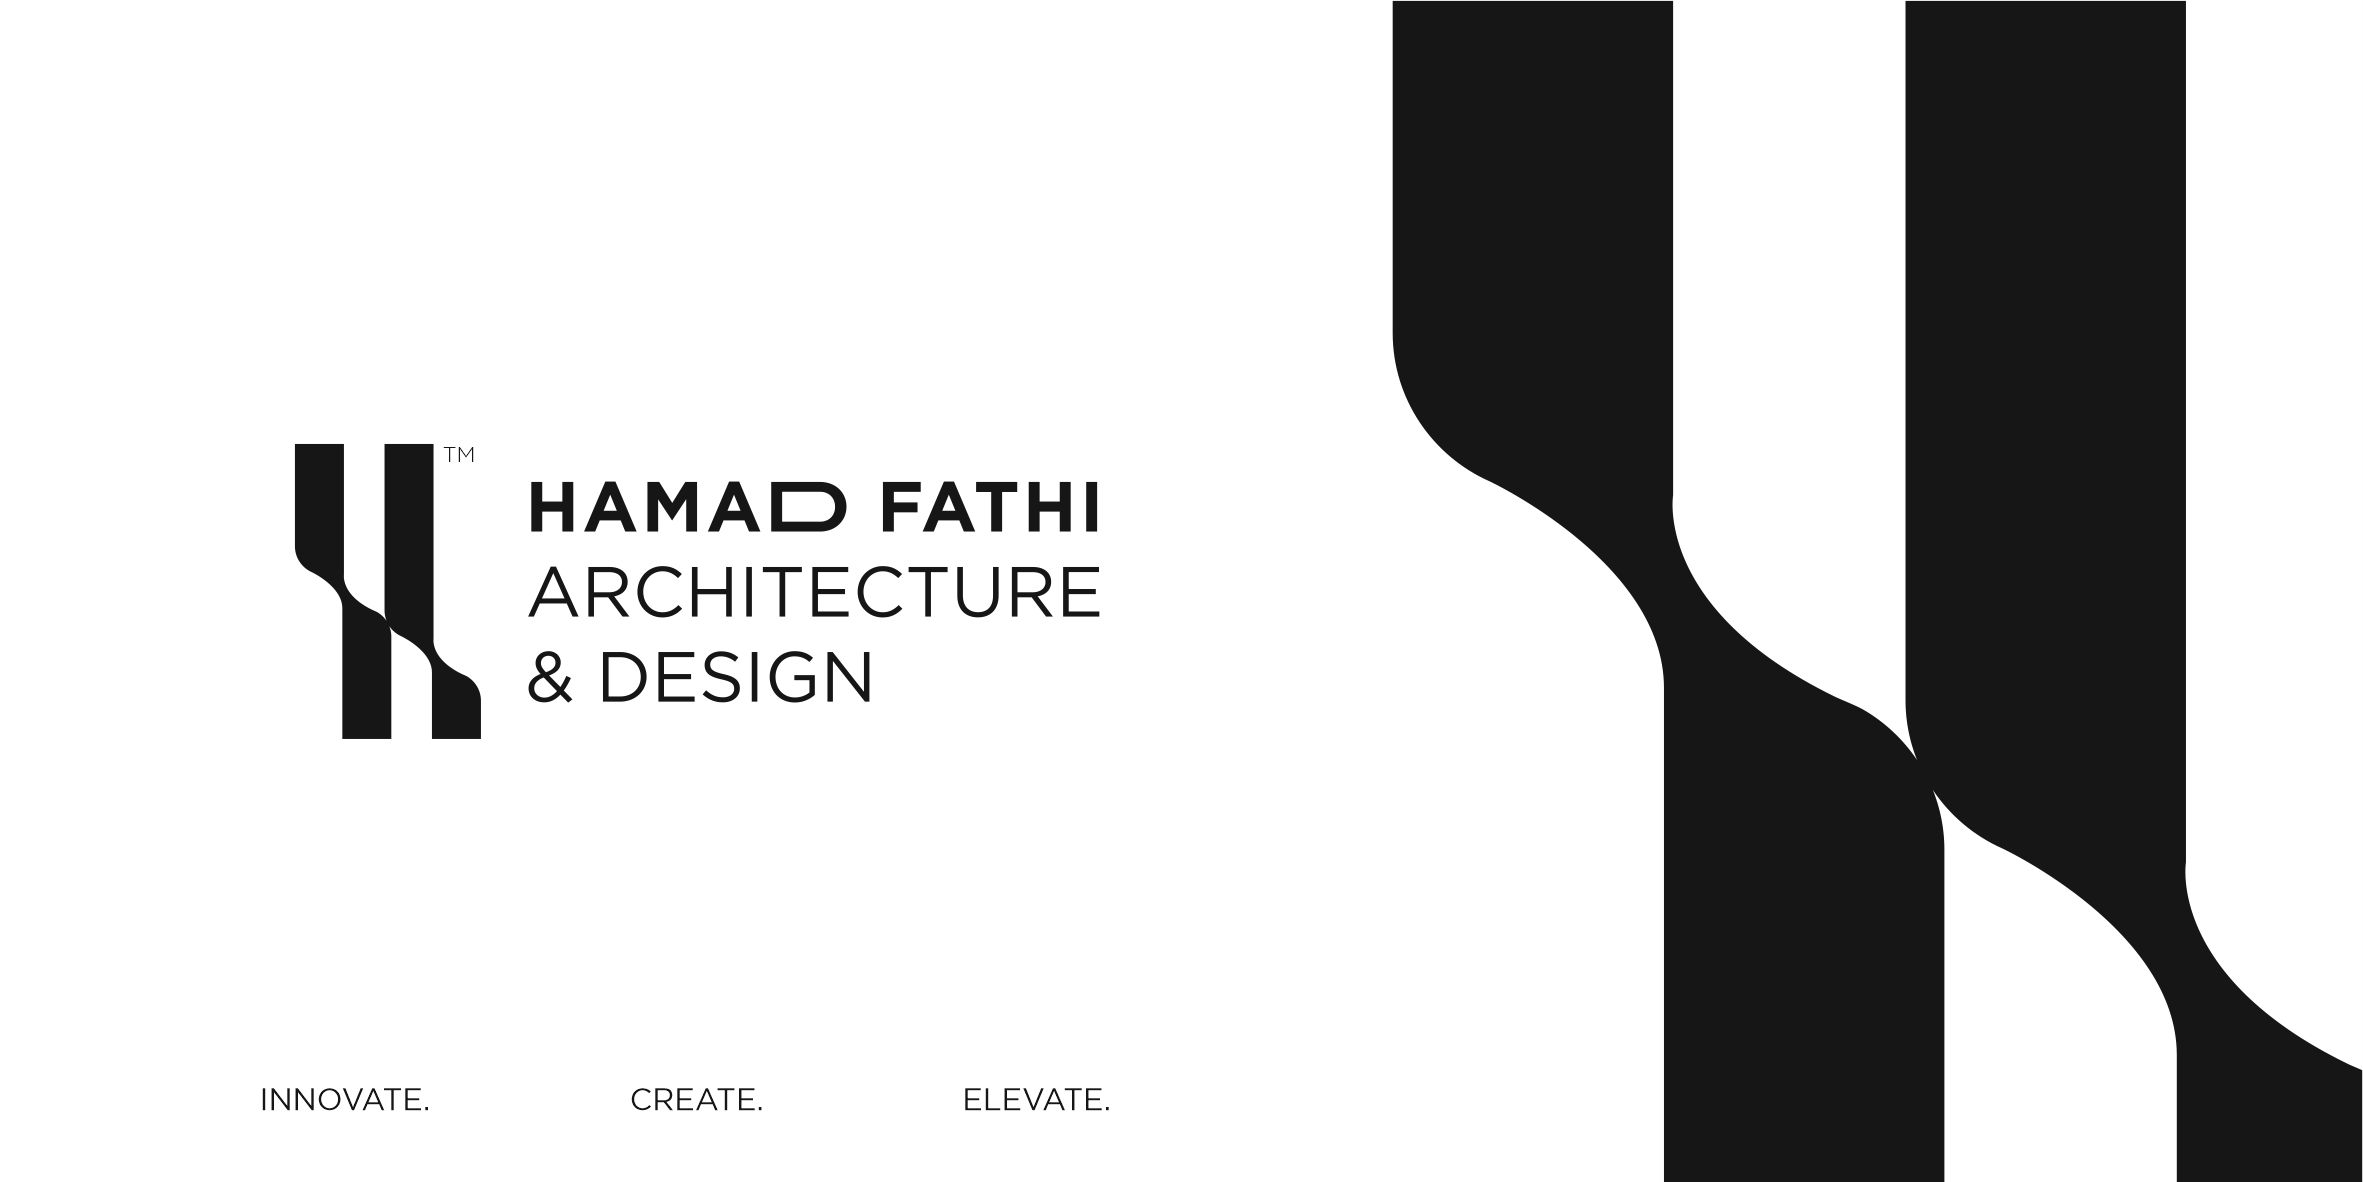 TM
HAMAD FATHI
ARCHITECTURE
& DESIGN
INNOVATE. CREATE. ELEVATE.